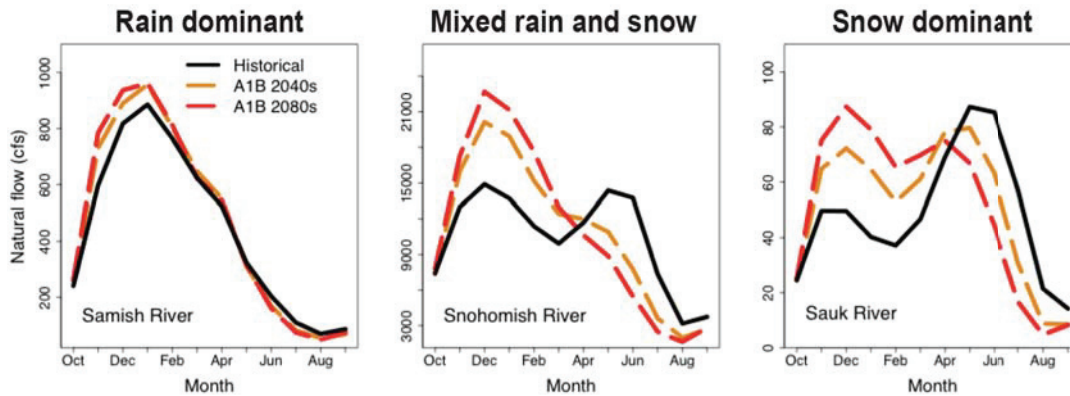 Rain dominant
Mixed rain and snow
Snow dominant
Natural flow (cfs)
1000
800
600
400
200
Historical
A1B 2040s
A1B 2080s
Samish River
Oct
Dec
Feb
Apr
Jun
Aug
Month
21000
15000
9000
3000
Snohomish River
Oct
Dec
Feb
Apr
Jun
Aug
Month
100
80
60
40
20
0
Sauk River
Oct
Dec
Feb
Apr
Jun
Aug
Month